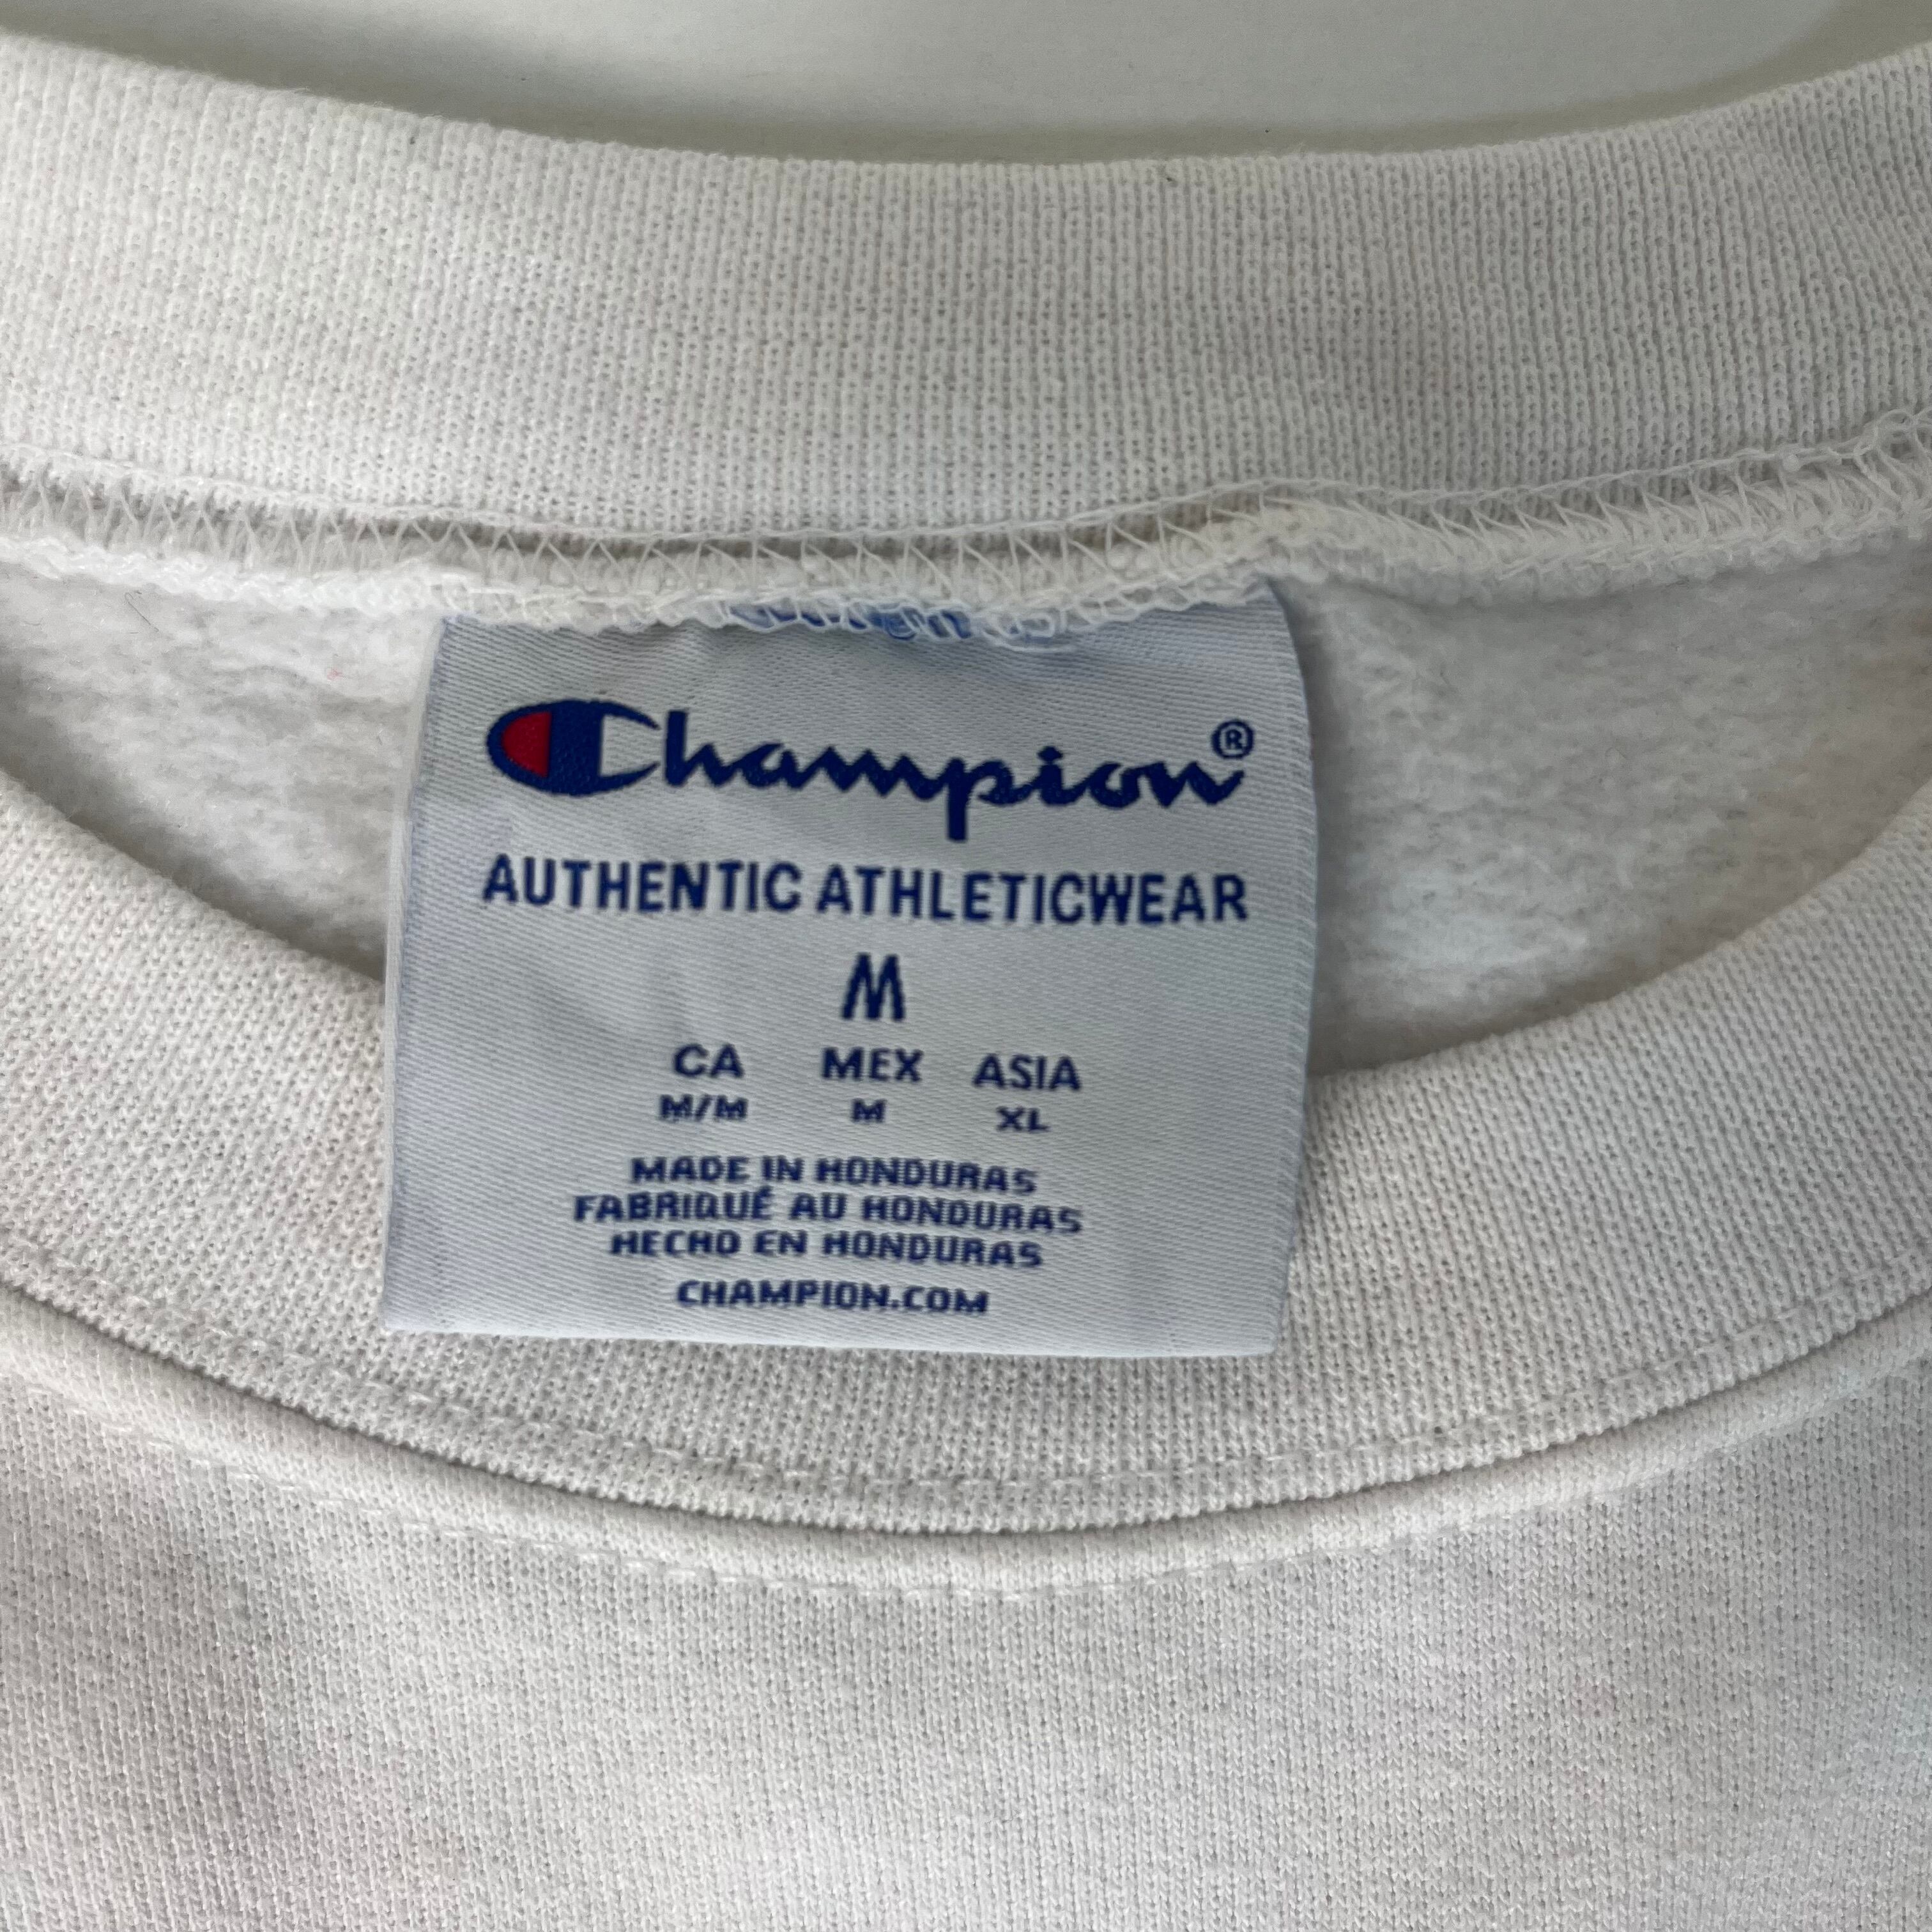 Champion®
AUTHENTIC ATHLETICWEAR
M
CA MEX ASIA
M/M M XL
MADE IN HONDURAS
FABRIQUÉ AU HONDURAS
HECHO EN HONDURAS
CHAMPION.COM